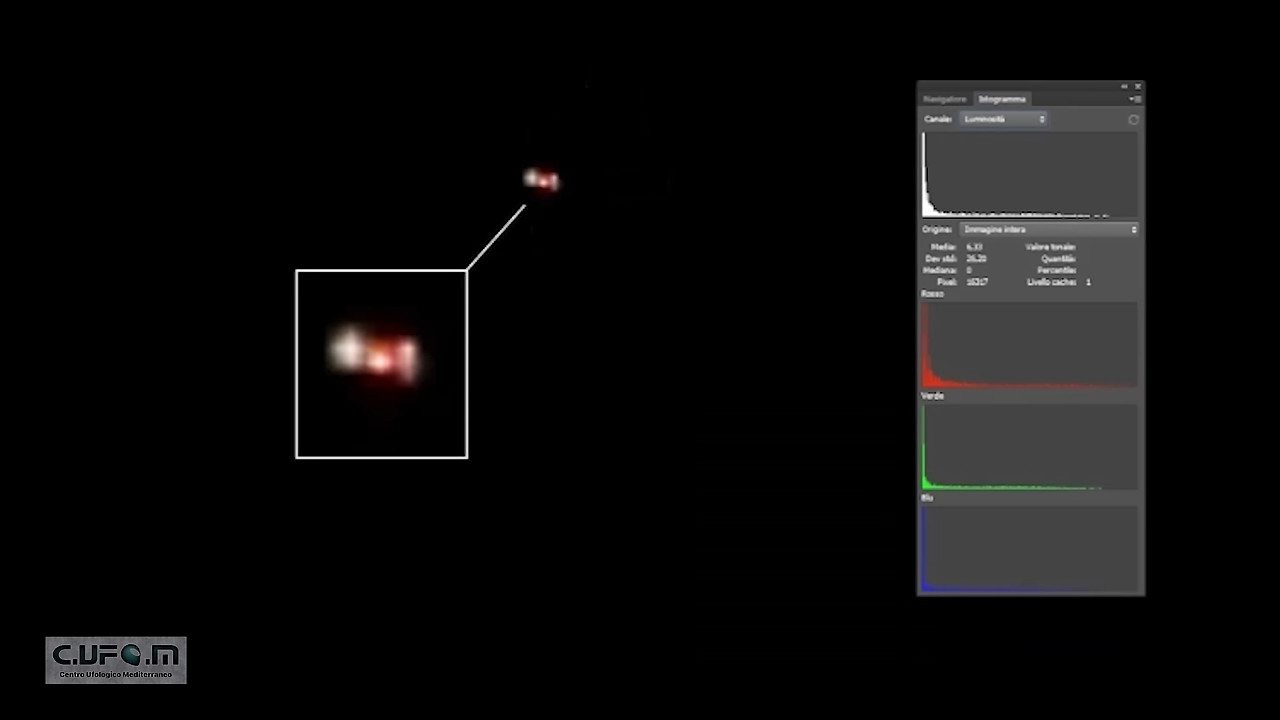 Navigatore Istogramma
Canale: Luminosità
Origine: Immagine intera
Media: 6,33 Valore tonale:
Dev std: 26,20 Quantità:
Mediana: 0 Percentile:
Pixel: 16317 Livello cache: 1
Rosso
Verde
Blu
C.UFO.M
Centro Ufologico Mediterraneo